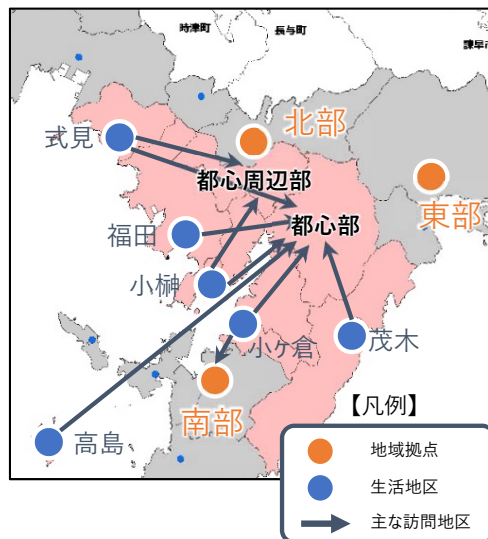 時津町
長与町
諫早市
式見
北部
都心周辺部
東部
福田
都心部
小榊
小ケ倉
茂木
南部
高島
【凡例】
地域拠点
生活地区
主な訪問地区